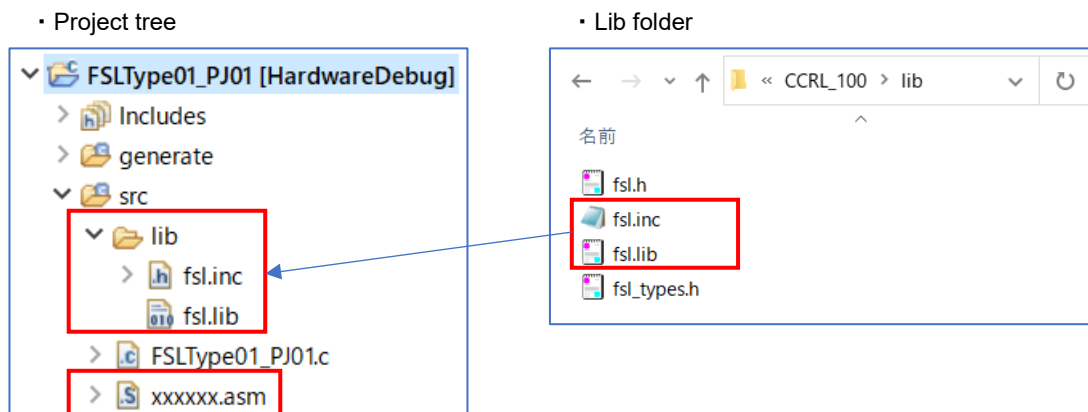 ・Project tree
FSLType01_PJ01 [HardwareDebug]
Includes
generate
src
lib
fsl.inc
fsl.lib
FSLType01_PJ01.c
xxxxxx.asm
・Lib folder
« CCRL_100 > lib
名前
fsl.h
fsl.inc
fsl.lib
fsl_types.h